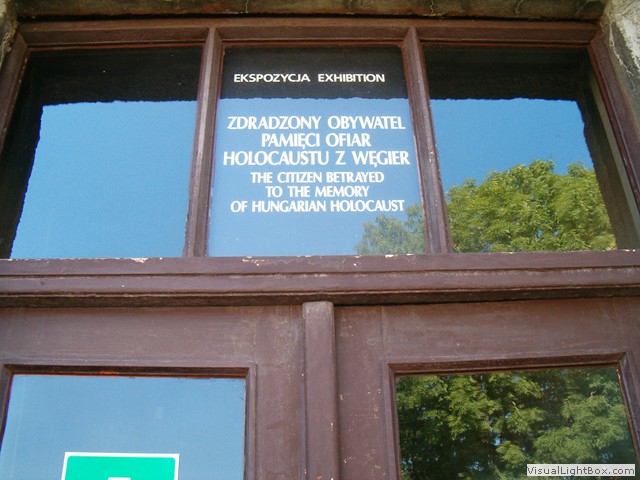 EKSPOZYCJA EXHIBITION
ZDRADZONY OBYWATEL
PAMIĘCI OFIAR
HOLOCAUSTU Z WĘGIER
THE CITIZEN BETRAYED
TO THE MEMORY
OF HUNGARIAN HOLOCAUST
VisualLightBox.com